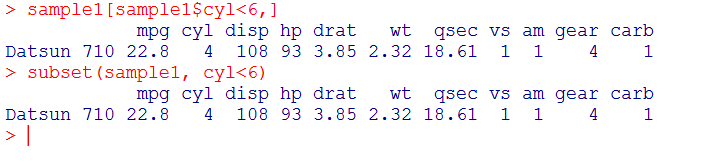 > sample1[sample1$cyl<6,]
            mpg cyl disp hp drat   wt  qsec vs am gear carb
Datsun 710 22.8   4  108 93 3.85 2.32 18.61  1  1    4    1
> subset(sample1, cyl<6)
            mpg cyl disp hp drat   wt  qsec vs am gear carb
Datsun 710 22.8   4  108 93 3.85 2.32 18.61  1  1    4    1
>